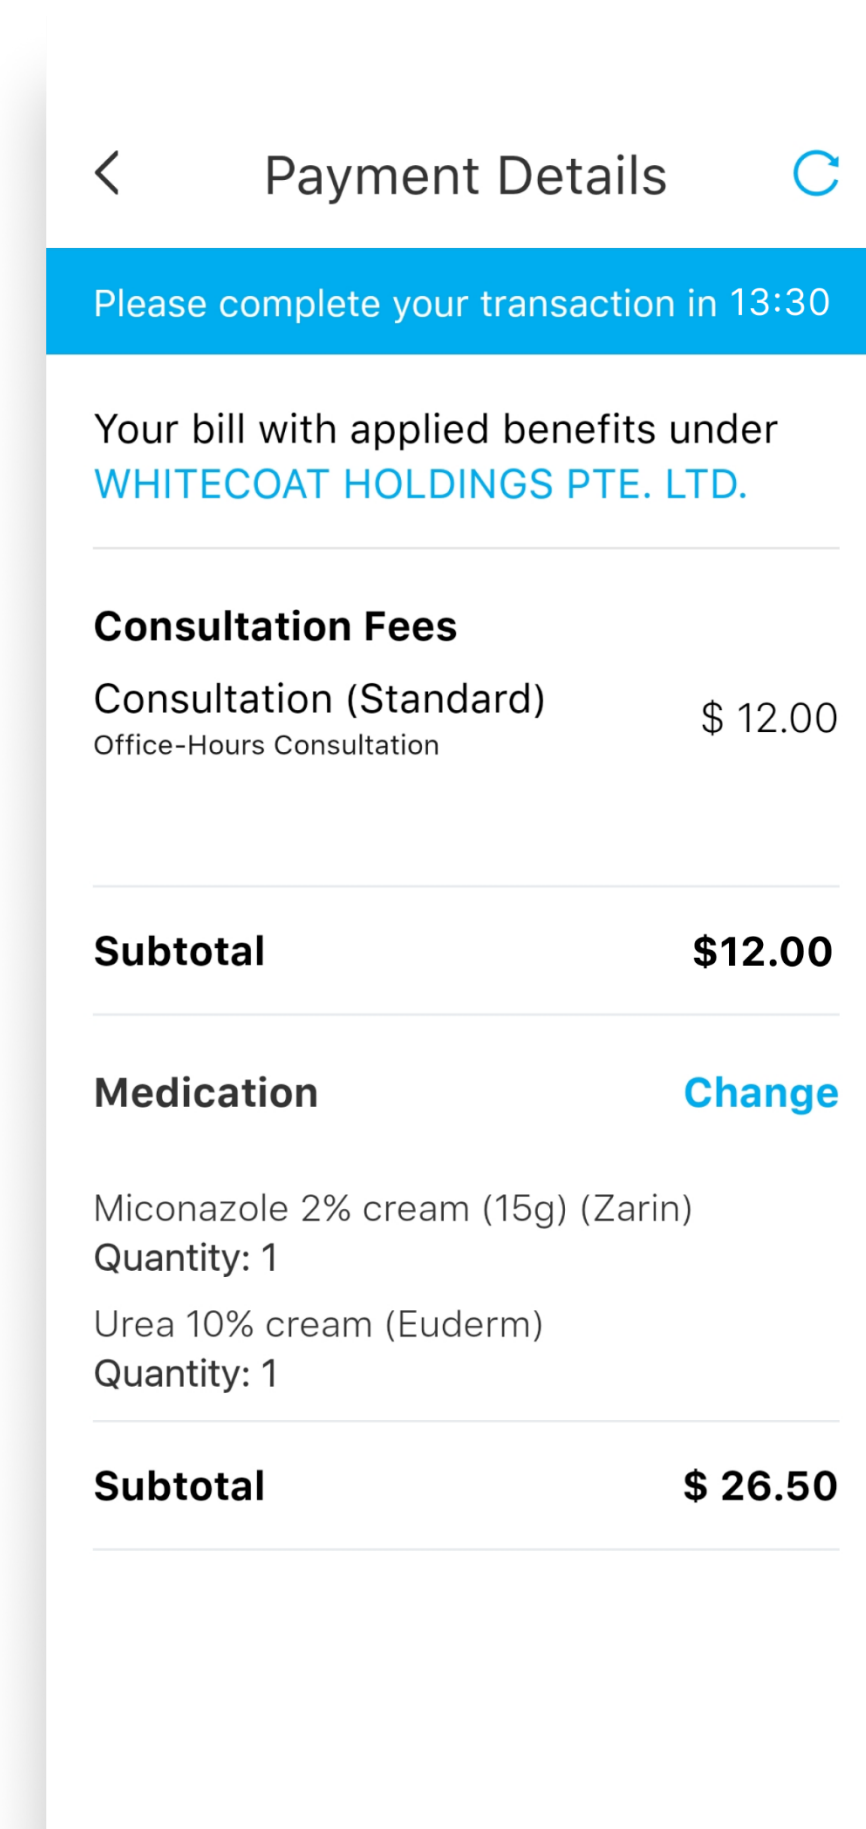 Payment Details
Please complete your transaction in 13:30
Your bill with applied benefits under
WHITECOAT HOLDINGS PTE. LTD.
Consultation Fees
Consultation (Standard)
$ 12.00
Office-Hours Consultation
Subtotal $12.00
Medication Change
Miconazole 2% cream (15g) (Zarin)
Quantity: 1
Urea 10% cream (Euderm)
Quantity: 1
Subtotal $ 26.50